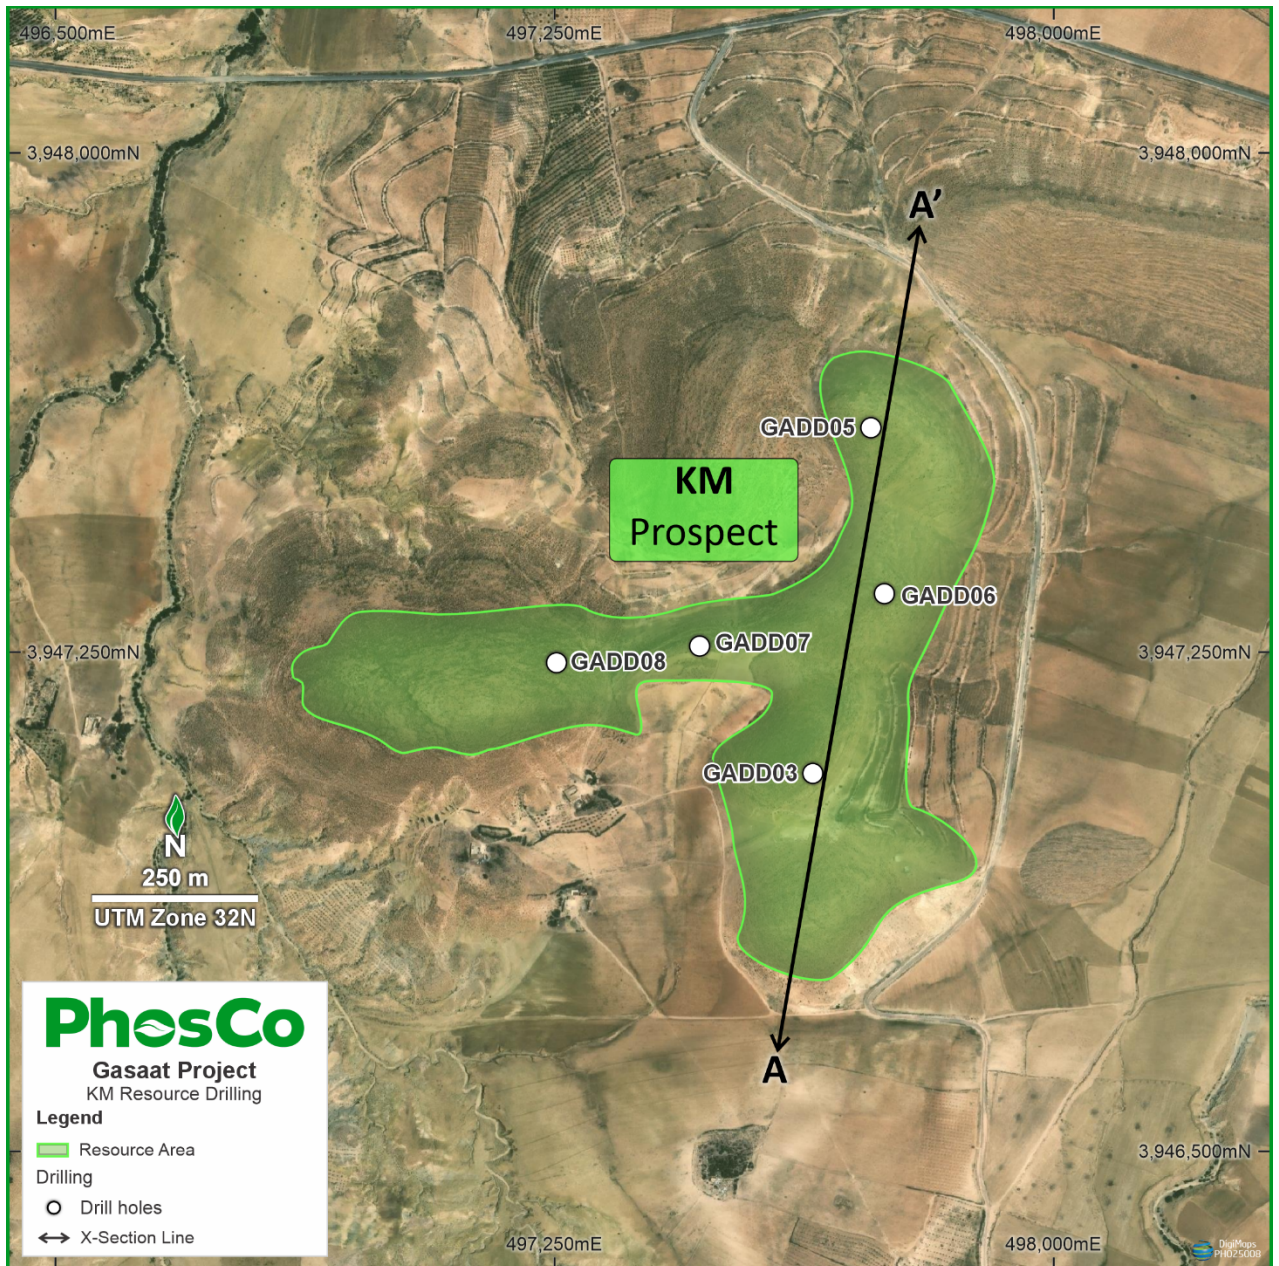 496,500mE
497,250mE
498,000mE
3,948,000mN
3,948,000mN
A’
GADD05
KM
Prospect
GADD06
GADD07
3,947,250mN
GADD08
3,947,250mN
GADD03
N
250 m
UTM Zone 32N
PhosCo
Gasaat Project
KM Resource Drilling
Legend
Resource Area
Drilling
Drill holes
X-Section Line
A
3,946,500mN
497,250mE
498,000mE
DigiMaps
PHO25008